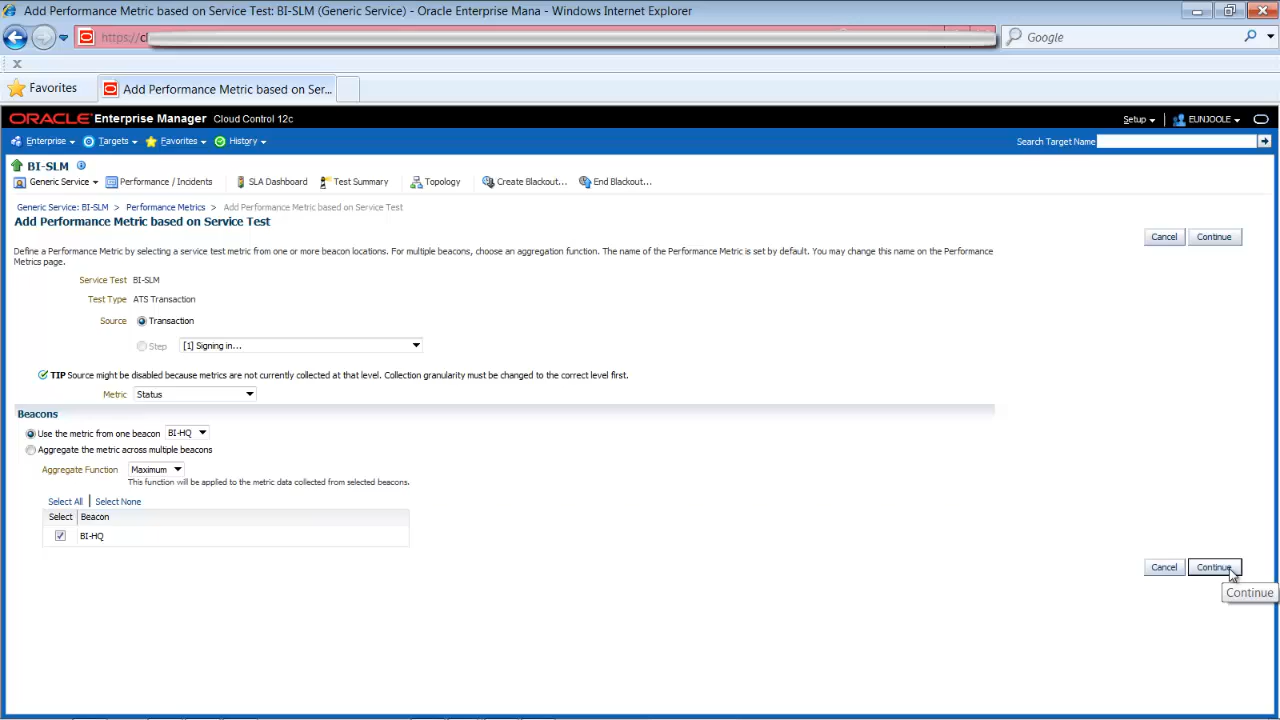 Add Performance Metric based on Service Test: BI-SLM (Generic Service) - Oracle Enterprise Mana - Windows Internet Explorer
https://cl
Google
x
Favorites
Add Performance Metric based on Ser...
ORACLE Enterprise Manager Cloud Control 12c
Setup
EUNJOOLE
Enterprise Targets Favorites History
Search Target Name
BI-SLM
Generic Service Performance / Incidents SLA Dashboard Test Summary Topology Create Blackout... End Blackout...
Generic Service: BI-SLM > Performance Metrics > Add Performance Metric based on Service Test
Add Performance Metric based on Service Test
Cancel Continue
Define a Performance Metric by selecting a service test metric from one or more beacon locations. For multiple beacons, choose an aggregation function. The name of the Performance Metric is set by default. You may change this name on the Performance
Metrics page.
Service Test BI-SLM
Test Type ATS Transaction
Source Transaction
Step [1] Signing in...
TIP Source might be disabled because metrics are not currently collected at that level. Collection granularity must be changed to the correct level first.
Metric Status
Beacons
Use the metric from one beacon BI-HQ
Aggregate the metric across multiple beacons
Aggregate Function Maximum
This function will be applied to the metric data collected from selected beacons.
Select All | Select None
Select Beacon
BI-HQ
Cancel Continue
Continue